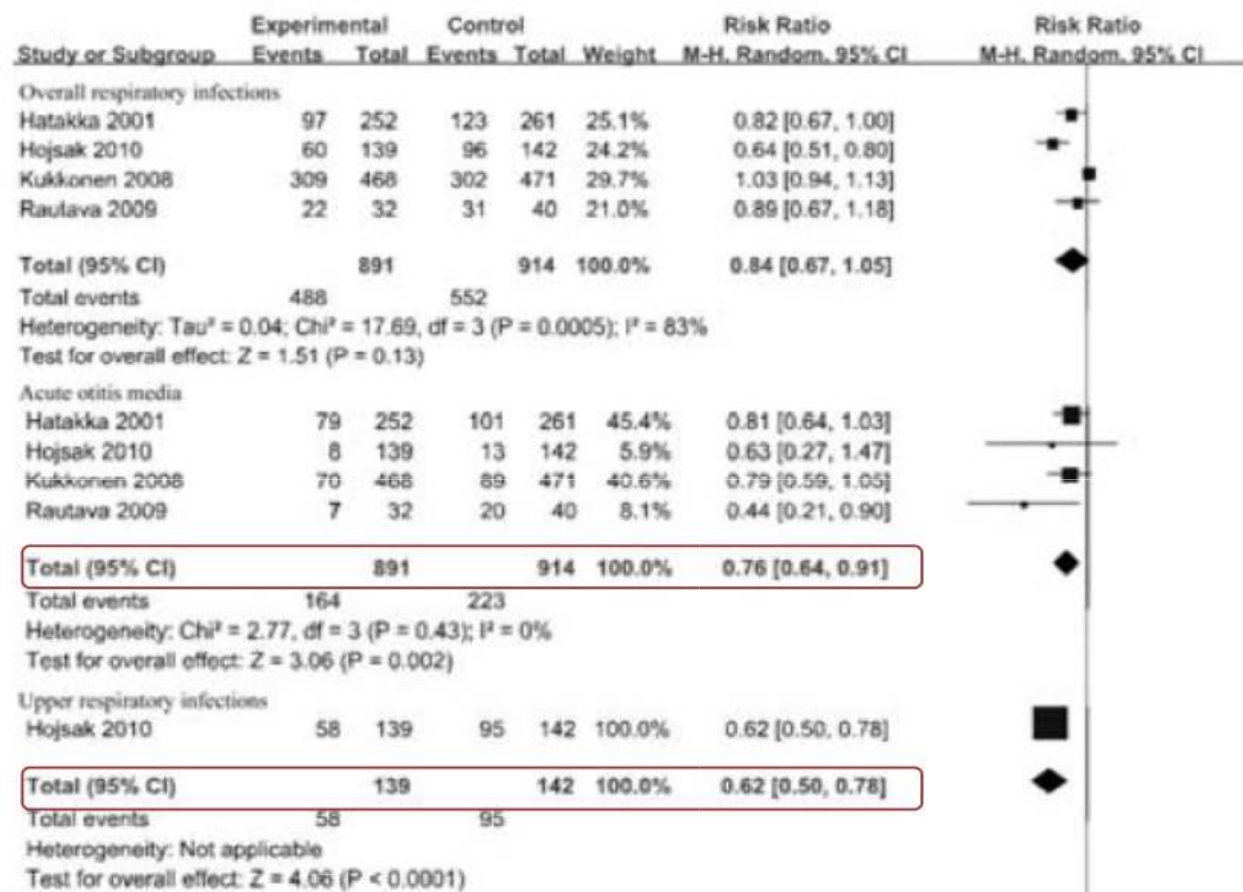 Experimental Control Risk Ratio Risk Ratio
Study or Subgroup Events Total Events Total Weight M-H, Random, 95% CI M-H, Random, 95% CI
Overall respiratory infections
Hatakka 2001 97 252 123 261 25.1% 0.82 [0.67, 1.00]
Hojsak 2010 60 139 96 142 24.2% 0.64 [0.51, 0.80]
Kukkonen 2008 309 468 302 471 29.7% 1.03 [0.94, 1.13]
Rautava 2009 22 32 31 40 21.0% 0.89 [0.67, 1.18]
Total (95% CI) 891 914 100.0% 0.84 [0.67, 1.05]
Total events 488 552
Heterogeneity: Tau² = 0.04; Chi² = 17.69, df = 3 (P = 0.0005); I² = 83%
Test for overall effect: Z = 1.51 (P = 0.13)
Acute otitis media
Hatakka 2001 79 252 101 261 45.4% 0.81 [0.64, 1.03]
Hojsak 2010 8 139 13 142 5.9% 0.63 [0.27, 1.47]
Kukkonen 2008 70 468 89 471 40.6% 0.79 [0.59, 1.05]
Rautava 2009 7 32 20 40 8.1% 0.44 [0.21, 0.90]
Total (95% CI) 891 914 100.0% 0.76 [0.64, 0.91]
Total events 164 223
Heterogeneity: Chi² = 2.77, df = 3 (P = 0.43); I² = 0%
Test for overall effect: Z = 3.06 (P = 0.002)
Upper respiratory infections
Hojsak 2010 58 139 95 142 100.0% 0.62 [0.50, 0.78]
Total (95% CI) 139 142 100.0% 0.62 [0.50, 0.78]
Total events 58 95
Heterogeneity: Not applicable
Test for overall effect: Z = 4.06 (P < 0.0001)